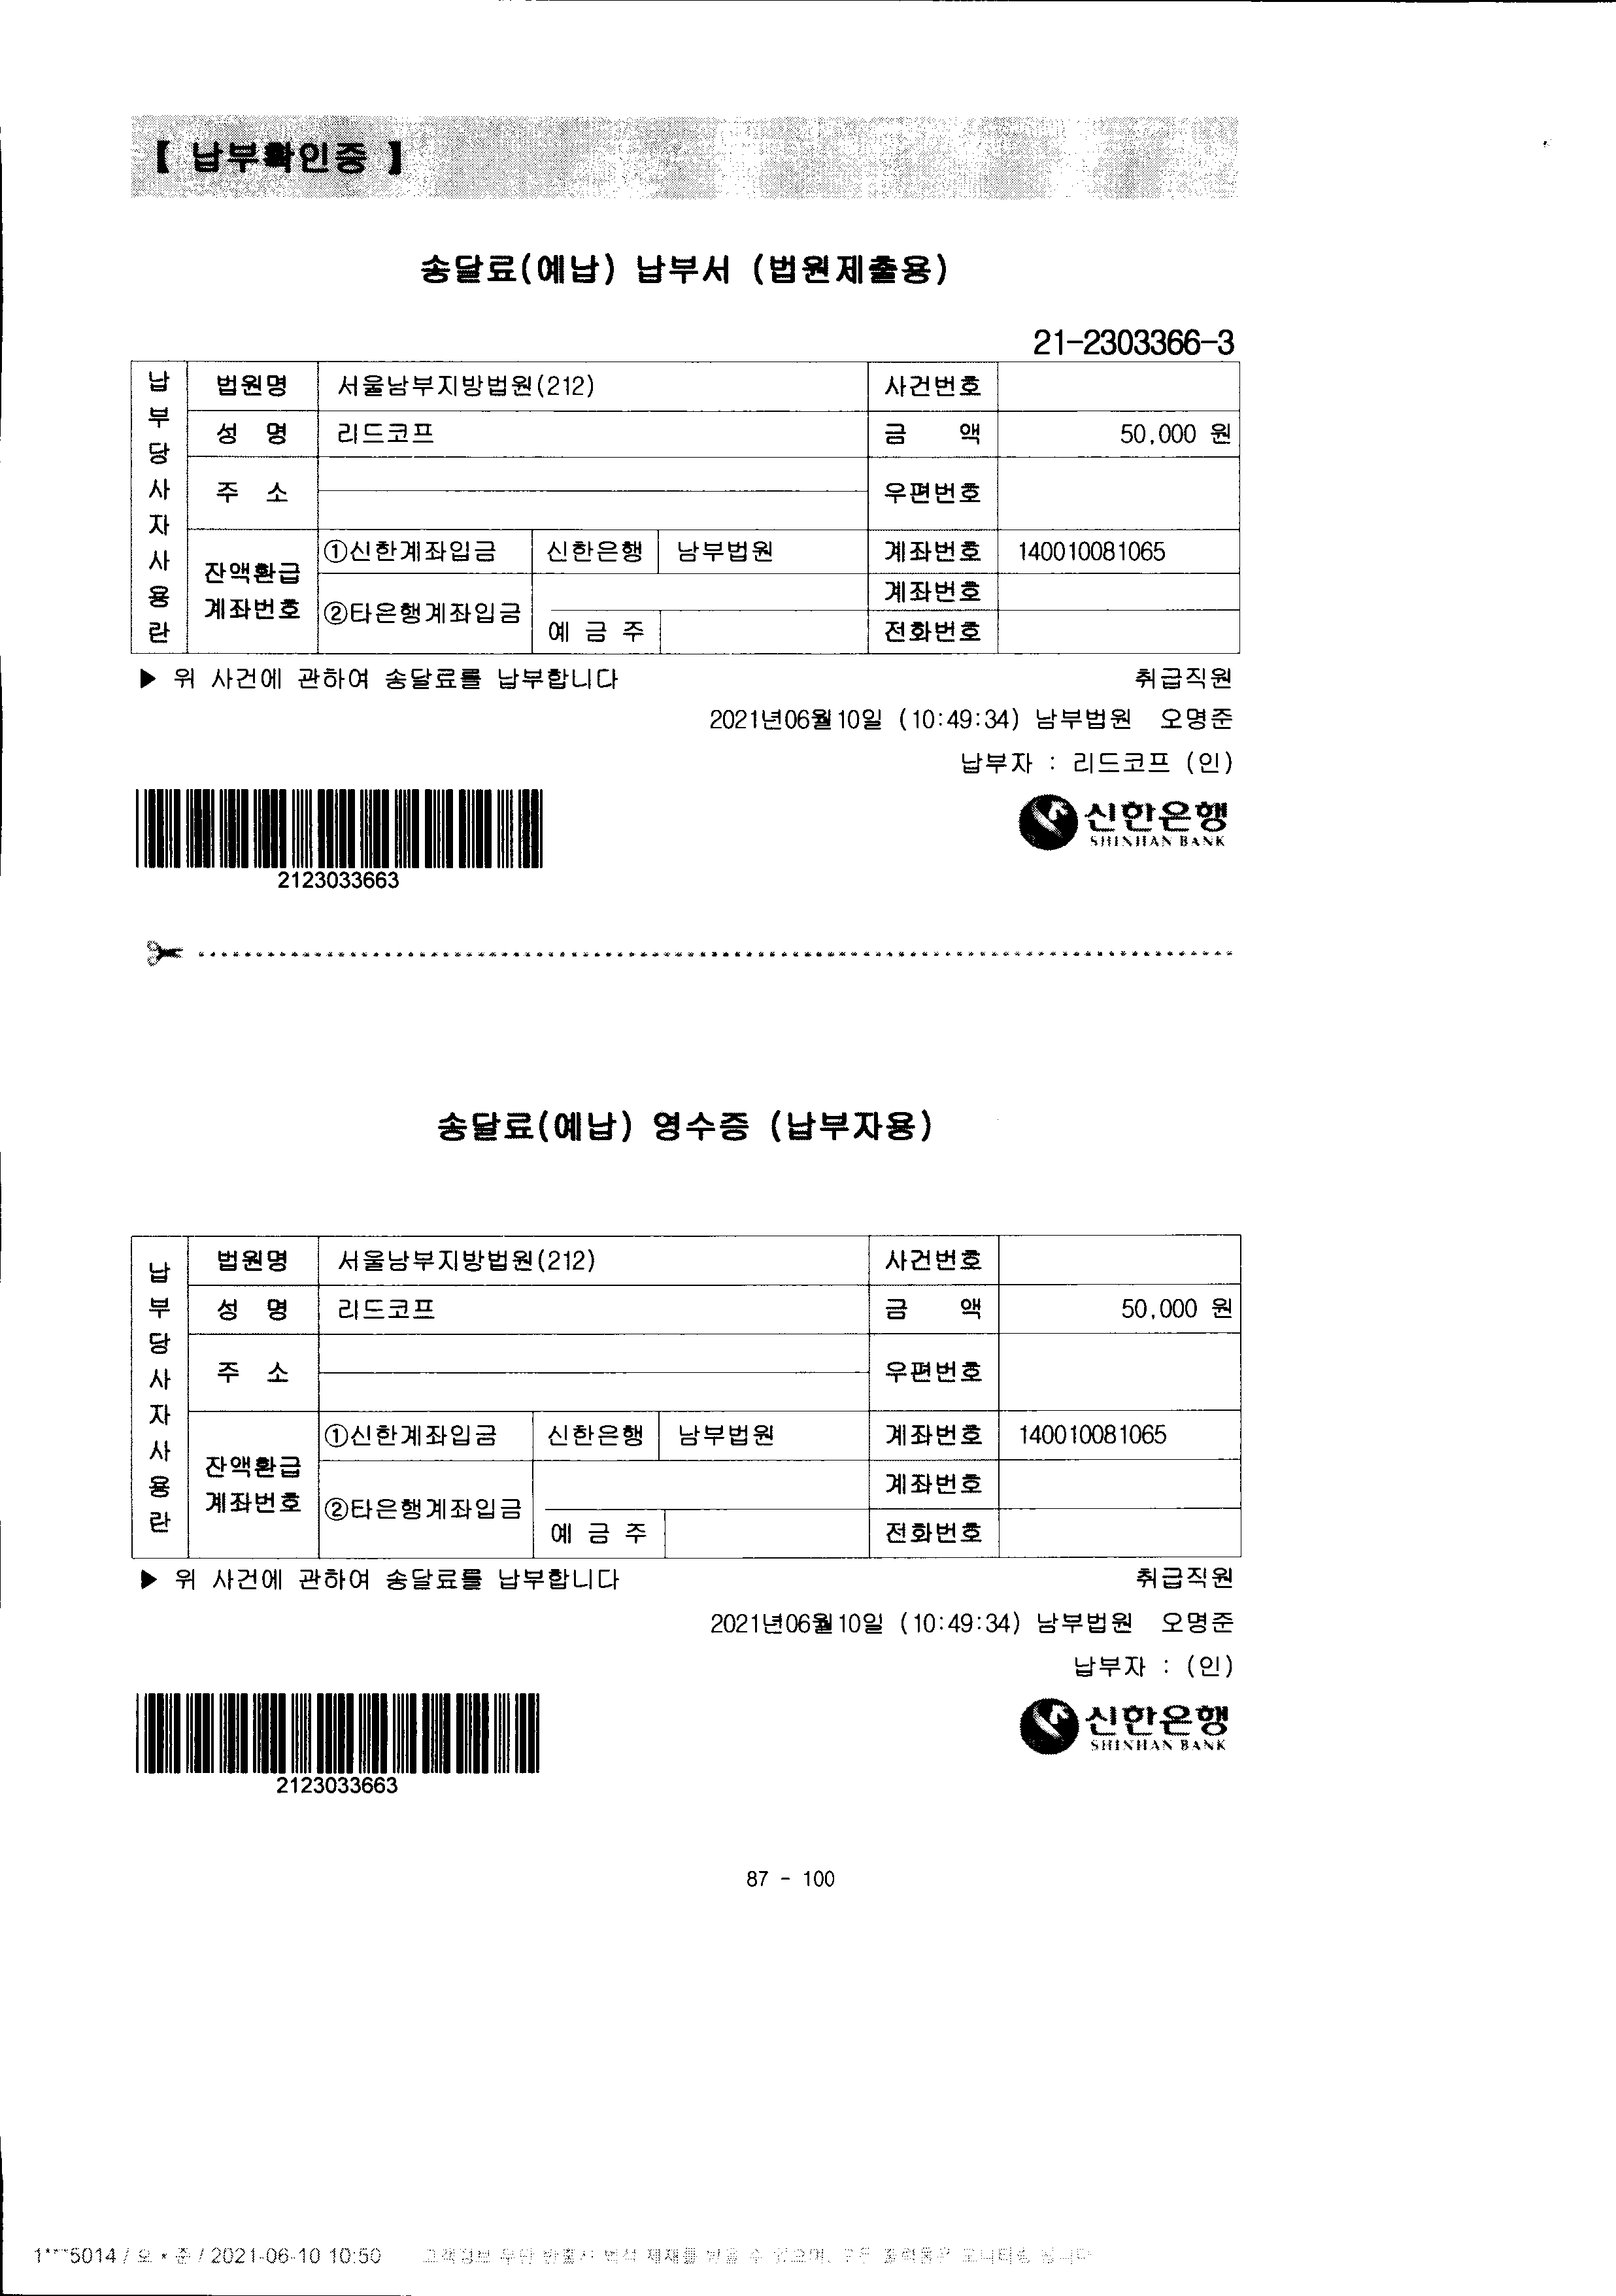 【 납부확인증 】
송달료(예납) 납부서 (법원제출용)
21-2303366-3
납부당사자사용란
법원명 서울남부지방법원(212) 사건번호
성 명 리드코프 금 액 50,000 원
주 소 우편번호
잔액환급 계좌번호
①신한계좌입금 신한은행 남부법원 계좌번호 140010081065
②타은행계좌입금 계좌번호
예 금 주 전화번호
▶ 위 사건에 관하여 송달료를 납부합니다 취급직원
2021년06월10일 (10:49:34) 남부법원 오명준
납부자 : 리드코프 (인)
신한은행
SHINHAN BANK
2123033663
송달료(예납) 영수증 (납부자용)
납부당사자사용란
법원명 서울남부지방법원(212) 사건번호
성 명 리드코프 금 액 50,000 원
주 소 우편번호
잔액환급 계좌번호
①신한계좌입금 신한은행 남부법원 계좌번호 140010081065
②타은행계좌입금 계좌번호
예 금 주 전화번호
▶ 위 사건에 관하여 송달료를 납부합니다 취급직원
2021년06월10일 (10:49:34) 남부법원 오명준
납부자 : (인)
신한은행
SHINHAN BANK
2123033663
87 - 100
1***5014 / 오 * 준 / 2021-06-10 10:50 고객정보 무단 제재를 받을 수 있으며,